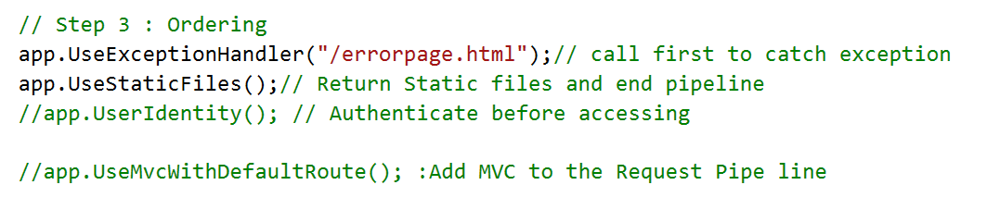 // Step 3 : Ordering
app.UseExceptionHandler("/errorpage.html");// call first to catch exception
app.UseStaticFiles();// Return Static files and end pipeline
//app.UserIdentity(); // Authenticate before accessing
//app.UseMvcWithDefaultRoute(); :Add MVC to the Request Pipe line